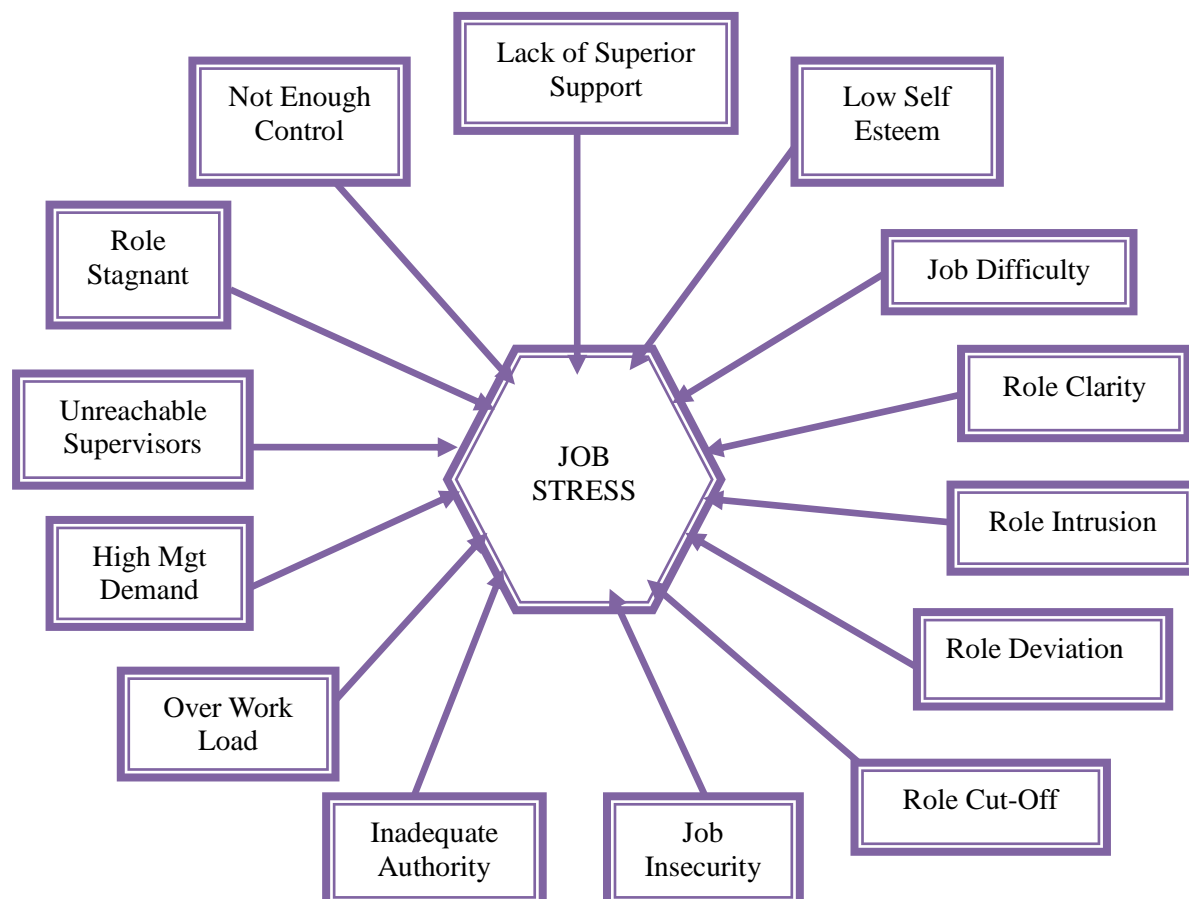 Lack of Superior
Support
Not Enough
Control
Low Self
Esteem
Role
Stagnant
Job Difficulty
Unreachable
Supervisors
Role Clarity
JOB
STRESS
High Mgt
Demand
Role Intrusion
Role Deviation
Over Work
Load
Role Cut-Off
Inadequate
Authority
Job
Insecurity